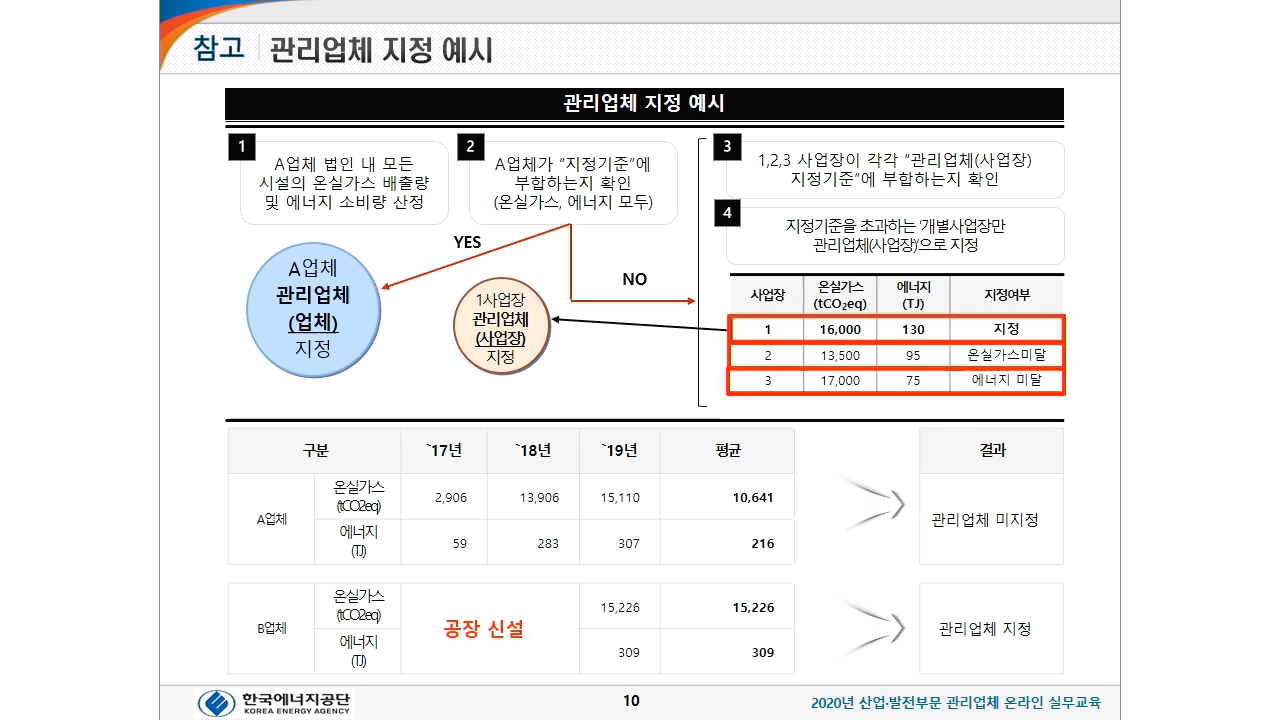 참고 관리업체 지정 예시
관리업체 지정 예시
1
A업체 법인 내 모든
시설의 온실가스 배출량
및 에너지 소비량 산정
2
A업체가 “지정기준”에
부합하는지 확인
(온실가스, 에너지 모두)
3
1,2,3 사업장이 각각 “관리업체(사업장)
지정기준”에 부합하는지 확인
4
지정기준을 초과하는 ‘개별사업장만
관리업체(사업장)’으로 지정
YES
NO
A업체
관리업체
(업체)
지정
1사업장
관리업체
(사업장)
지정
사업장 온실가스 (tCO₂eq) 에너지 (TJ) 지정여부
1 16,000 130 지정
2 13,500 95 온실가스미달
3 17,000 75 에너지 미달
구분 `17년 `18년 `19년 평균 결과
A업체
온실가스 (tCO2eq) 2,906 13,906 15,110 10,641
에너지 (TJ) 59 283 307 216
관리업체 미지정
B업체
온실가스 (tCO2eq) 15,226 15,226
에너지 (TJ) 309 309
공장 신설
관리업체 지정
한국에너지공단
KOREA ENERGY AGENCY
10
2020년 산업·발전부문 관리업체 온라인 실무교육